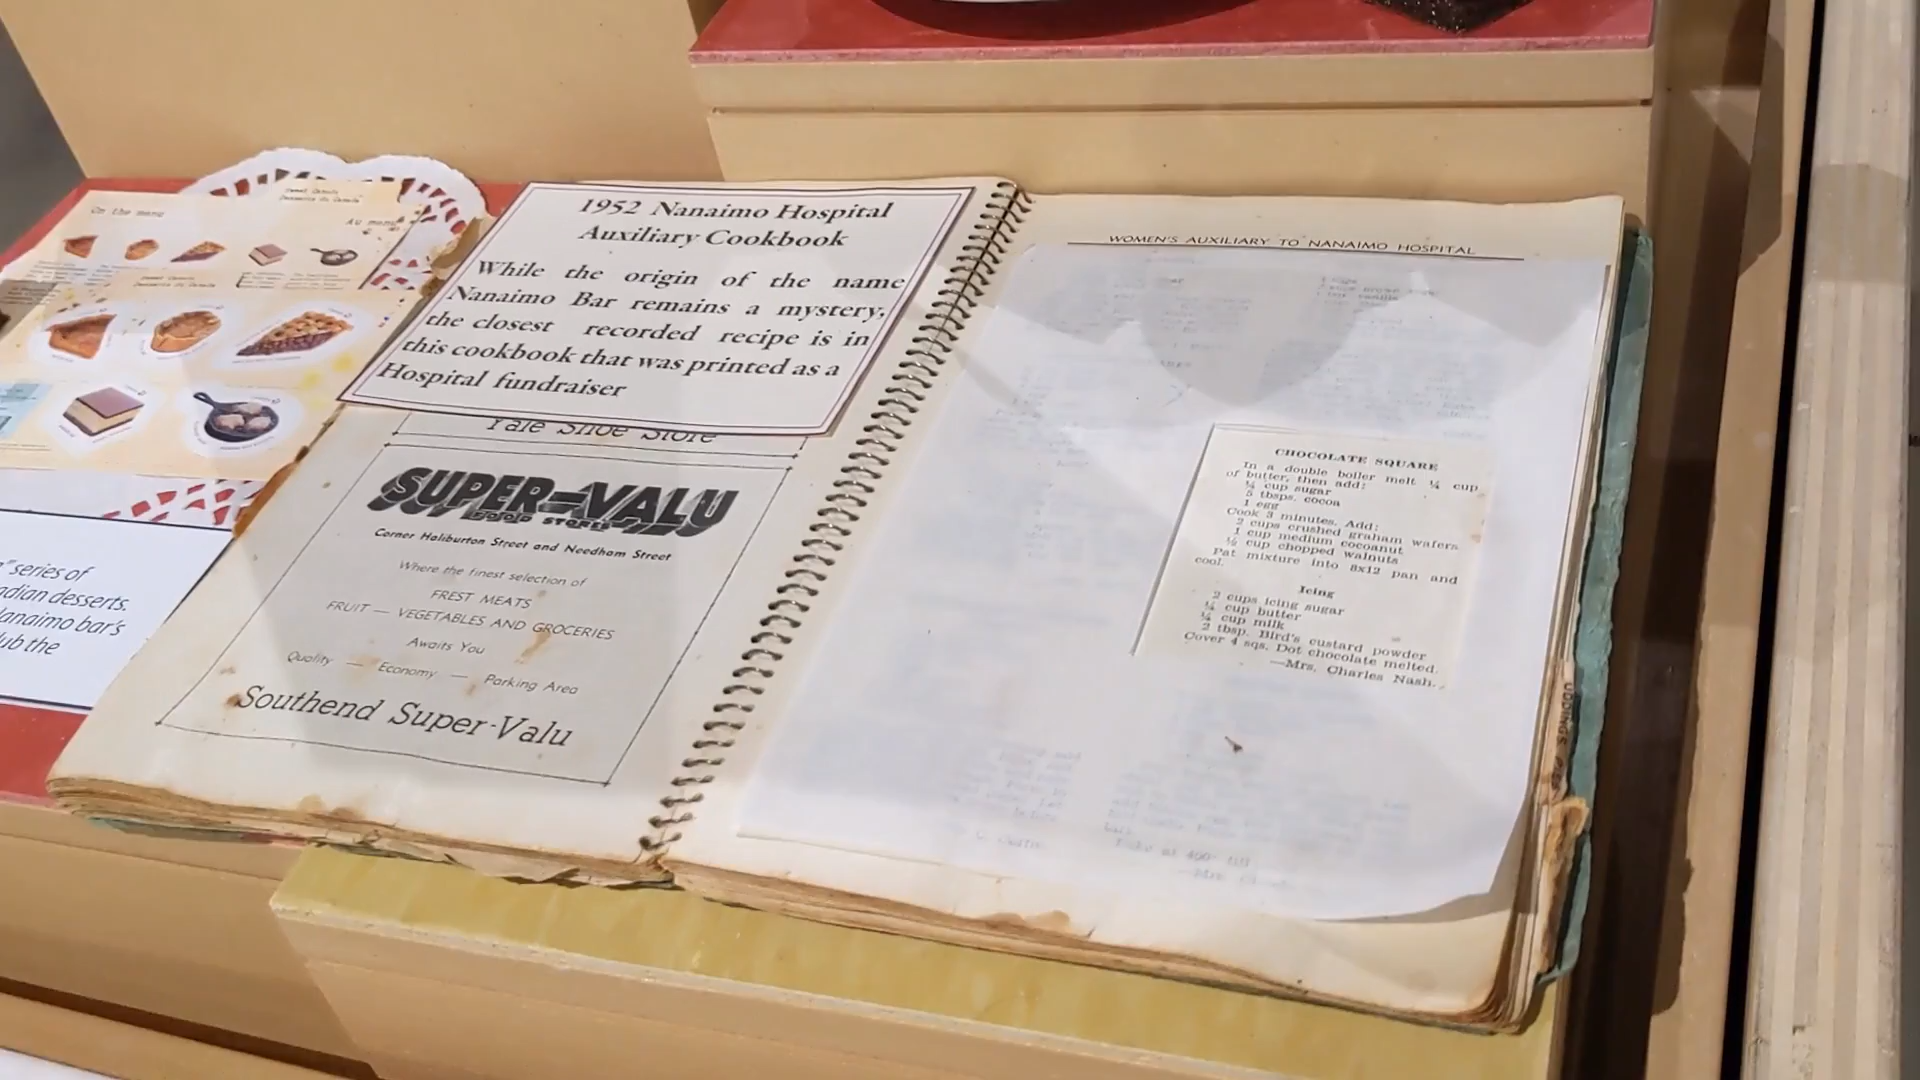 On the menu
Au menu
1952 Nanaimo Hospital
Auxiliary Cookbook
While the origin of the name
Nanaimo Bar remains a mystery,
the closest recorded recipe is in
this cookbook that was printed as a
Hospital fundraiser
Yale Shoe Store
SUPER-VALU
FOOD STORES
Corner Haliburton Street and Needham Street
Where the finest selection of
FREST MEATS
FRUIT — VEGETABLES AND GROCERIES
Awaits You
Quality — Economy — Parking Area
Southend Super-Valu
series of
desserts.
bar's
the
WOMEN'S AUXILIARY TO NANAIMO HOSPITAL
CHOCOLATE SQUARE
In a double boiler melt ¼ cup
of butter, then add:
¼ cup sugar
5 tbsps. cocoa
1 egg
Cook 3 minutes. Add:
2 cups crushed graham wafers
1 cup medium cocoanut
½ cup chopped walnuts
Pat mixture into 8x12 pan and
cool.
Icing
2 cups icing sugar
¼ cup butter
¼ cup milk
2 tbsp. Bird's custard powder
Cover 4 sqs. Dot chocolate melted.
—Mrs. Charles Nash.